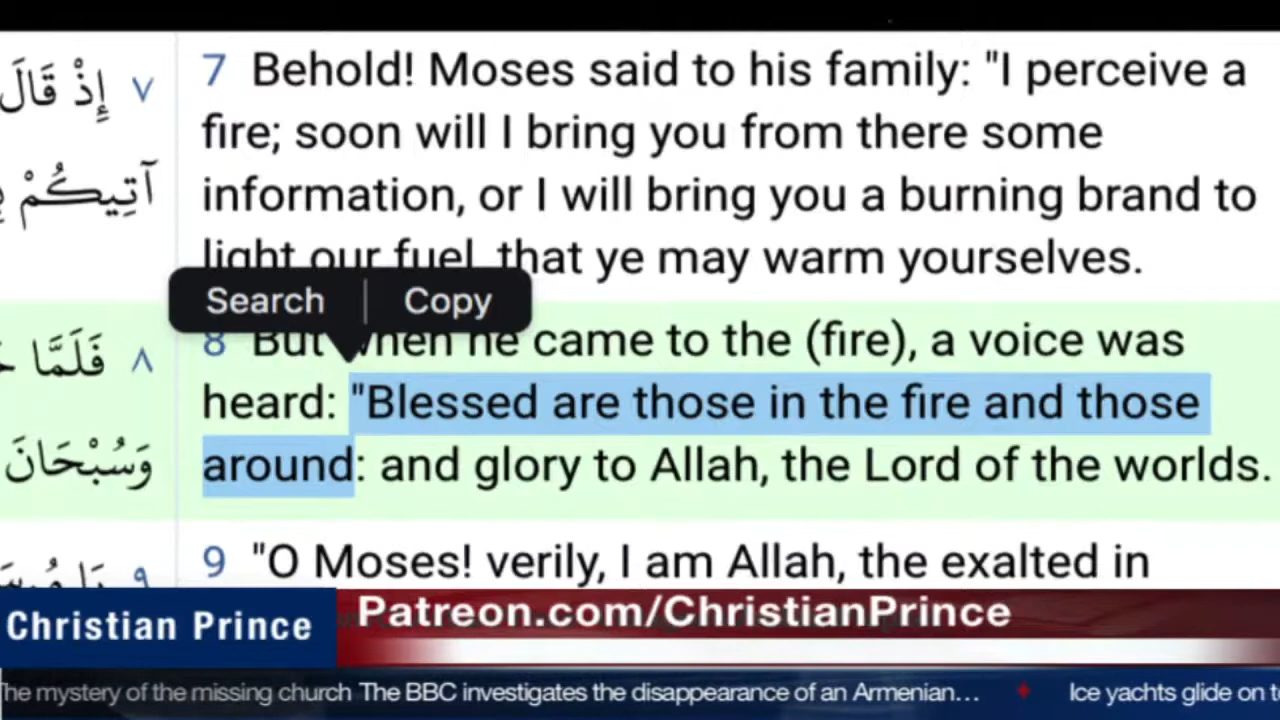 7 Behold! Moses said to his family: "I perceive a
إِذْ قَالَ ٧
fire; soon will I bring you from there some
آتِيكُمْ
information, or I will bring you a burning brand to
light our fuel, that ye may warm yourselves.
Search Copy
8 But when he came to the (fire), a voice was
فَلَمَّا ٨
heard: "Blessed are those in the fire and those
around: and glory to Allah, the Lord of the worlds.
وَسُبْحَانَ
9 "O Moses! verily, I am Allah, the exalted in
٩
Christian Prince
Patreon.com/ChristianPrince
The mystery of the missing church The BBC investigates the disappearance of an Armenian… Ice yachts glide on